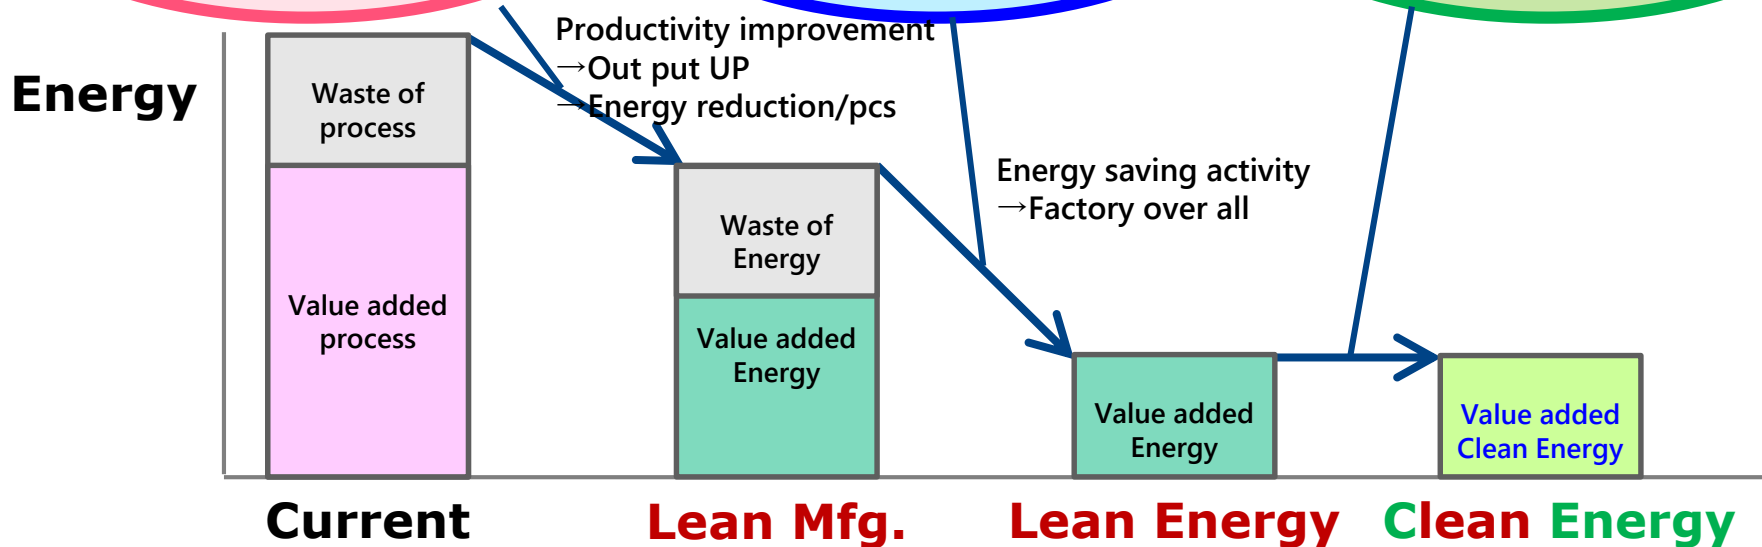 Energy
Productivity improvement
→Out put UP
→Energy reduction/pcs
Energy saving activity
→Factory over all
Waste of
process
Value added
process
Waste of
Energy
Value added
Energy
Value added
Energy
Value added
Clean Energy
Current
Lean Mfg.
Lean Energy
Clean Energy